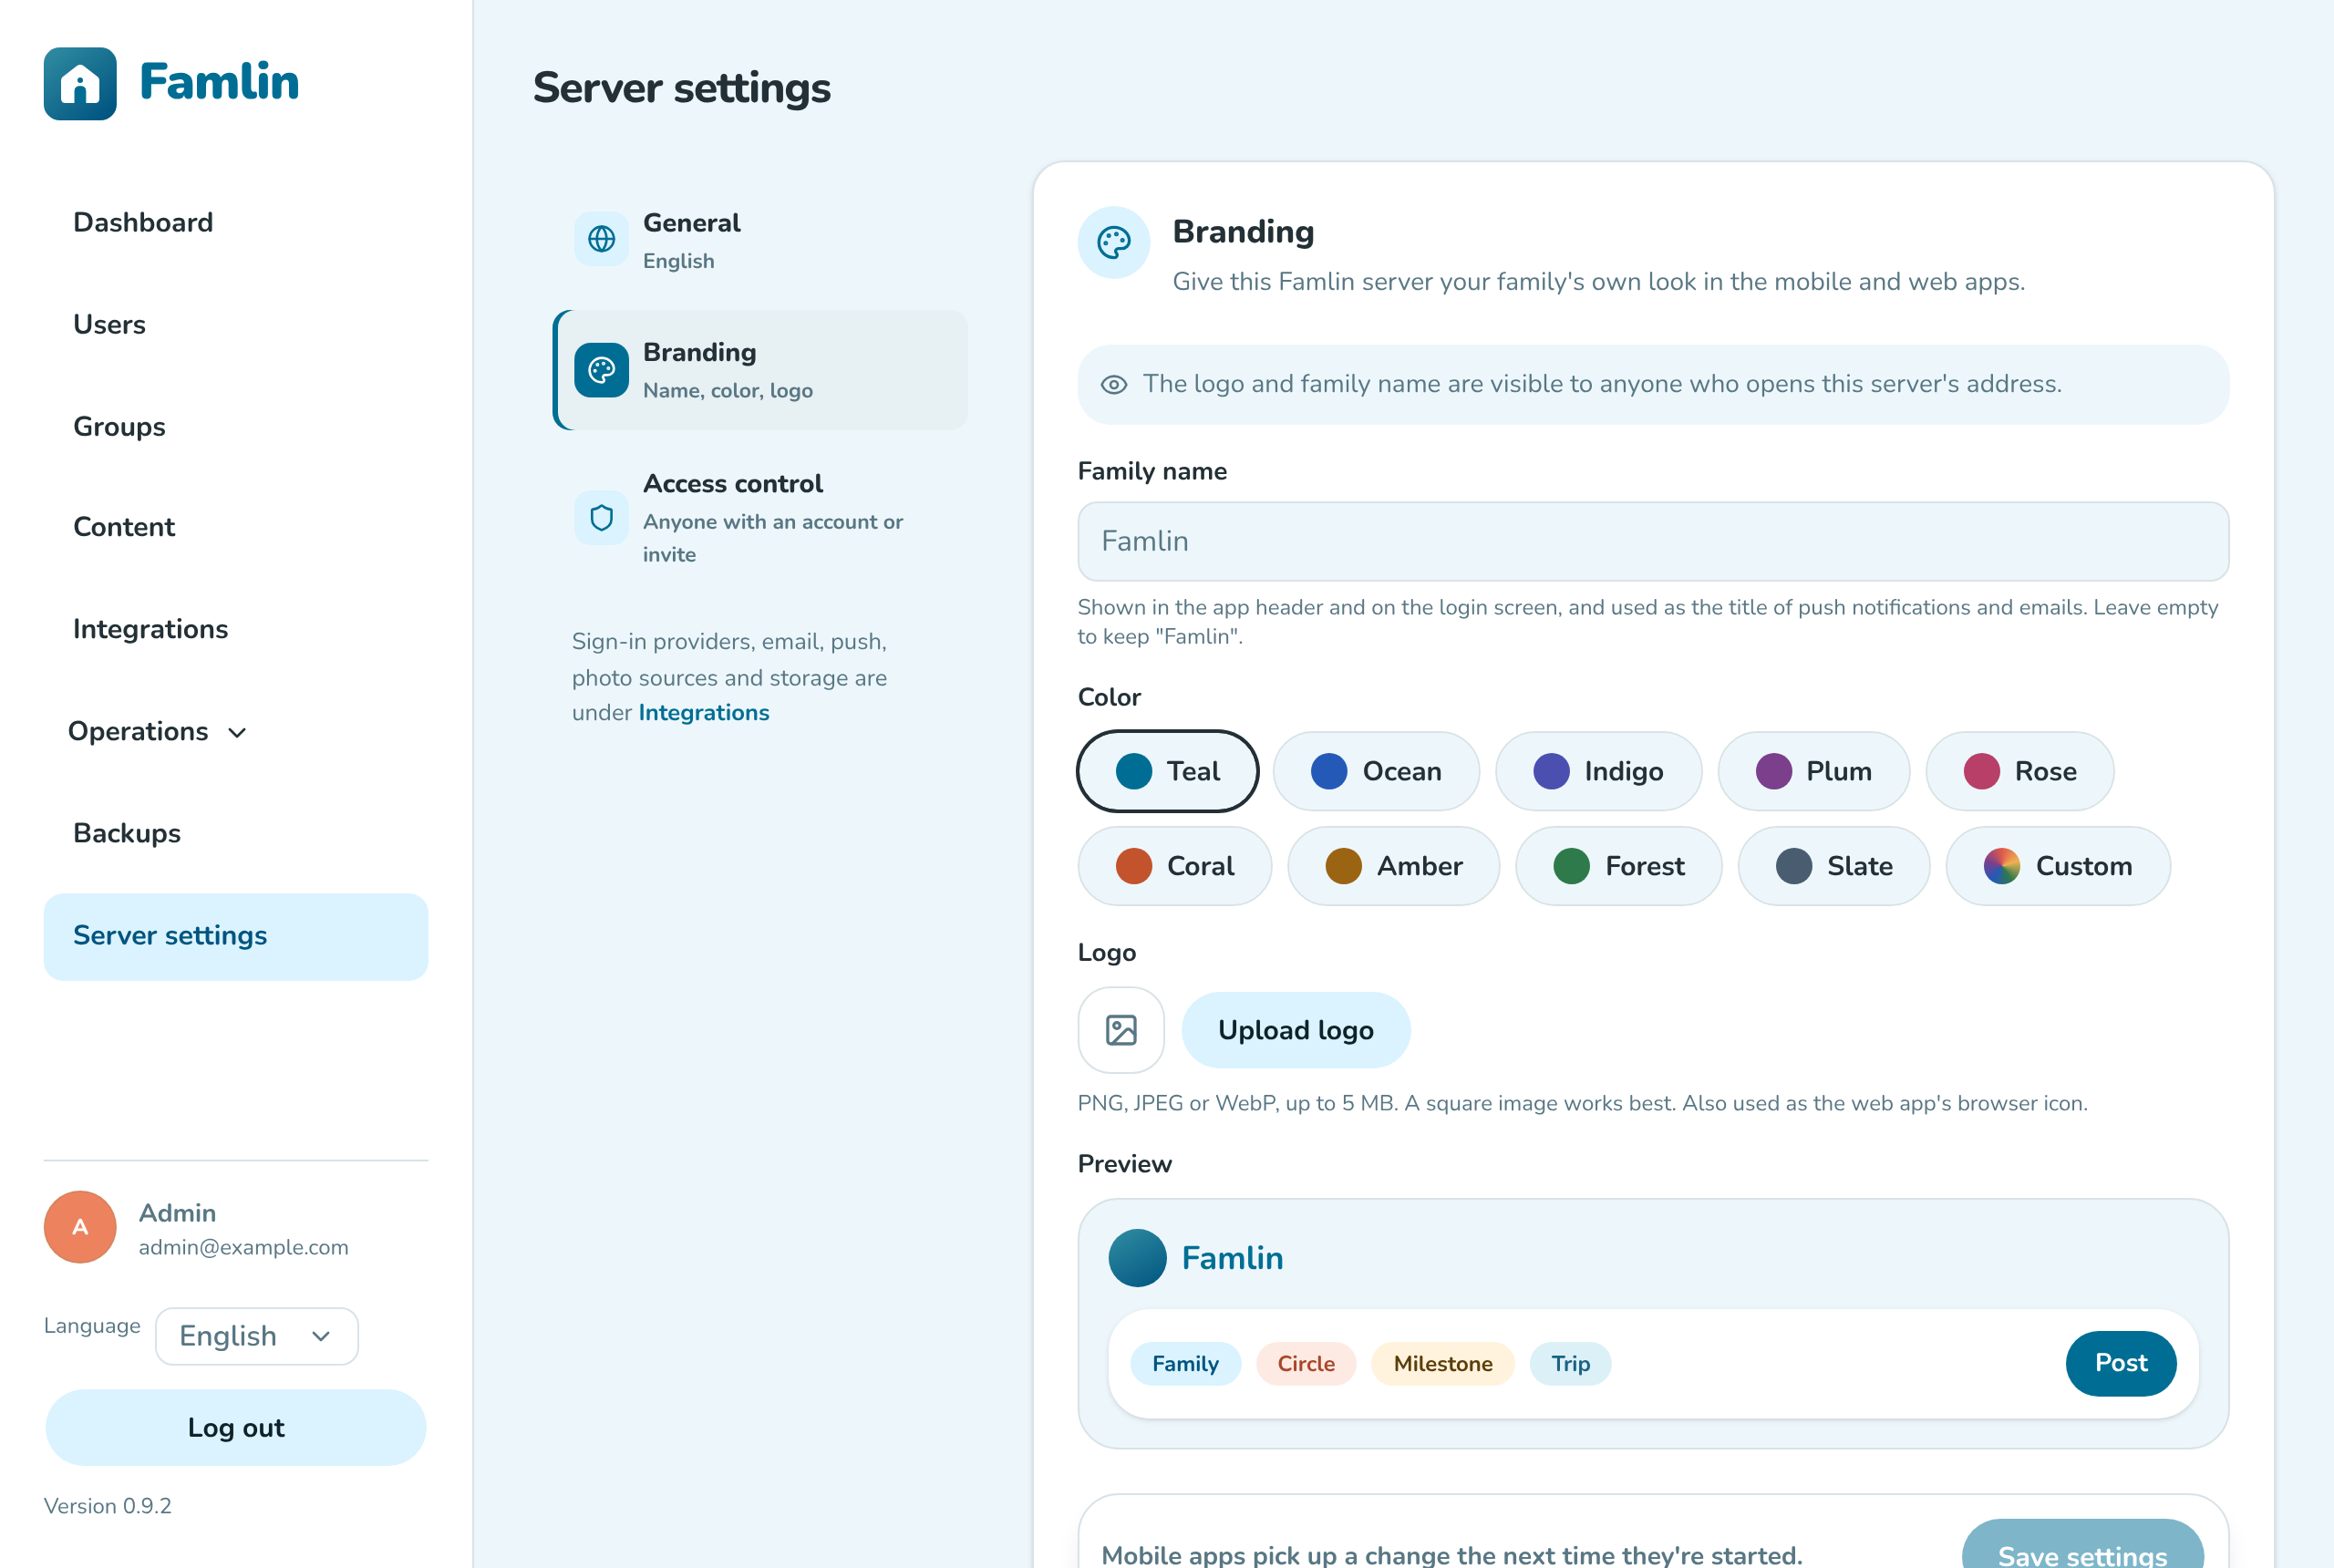 Famlin
Dashboard
Users
Groups
Content
Integrations
Operations
Backups
Server settings
A
Admin
admin@example.com
Language
English
Log out
Version 0.9.2
Server settings
General
English
Branding
Name, color, logo
Access control
Anyone with an account or
invite
Sign-in providers, email, push,
photo sources and storage are
under Integrations
Branding
Give this Famlin server your family's own look in the mobile and web apps.
The logo and family name are visible to anyone who opens this server's address.
Family name
Famlin
Shown in the app header and on the login screen, and used as the title of push notifications and emails. Leave empty
to keep "Famlin".
Color
Teal
Ocean
Indigo
Plum
Rose
Coral
Amber
Forest
Slate
Custom
Logo
Upload logo
PNG, JPEG or WebP, up to 5 MB. A square image works best. Also used as the web app's browser icon.
Preview
Famlin
Family
Circle
Milestone
Trip
Post
Mobile apps pick up a change the next time they're started.
Save settings